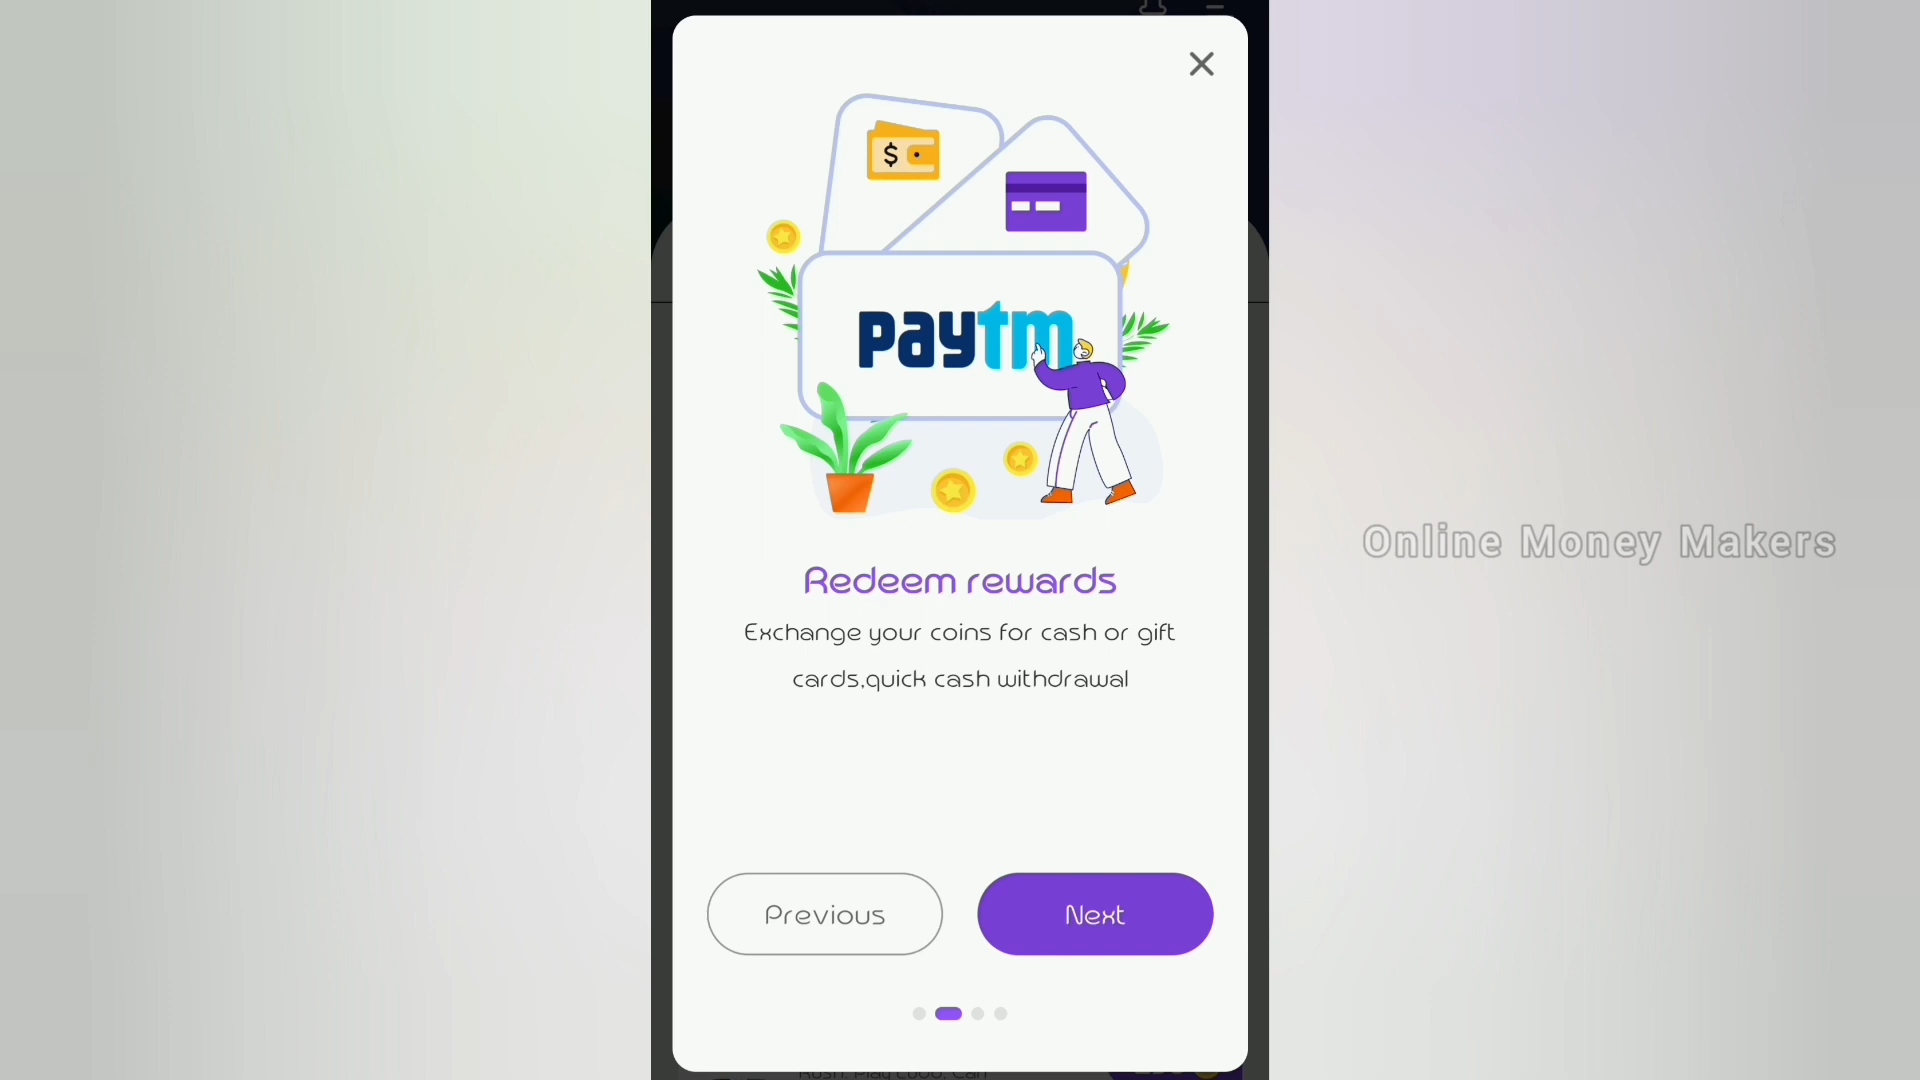 $
paytm
Redeem rewards
Exchange your coins for cash or gift
cards,quick cash withdrawal
Previous
Next
Online Money Makers